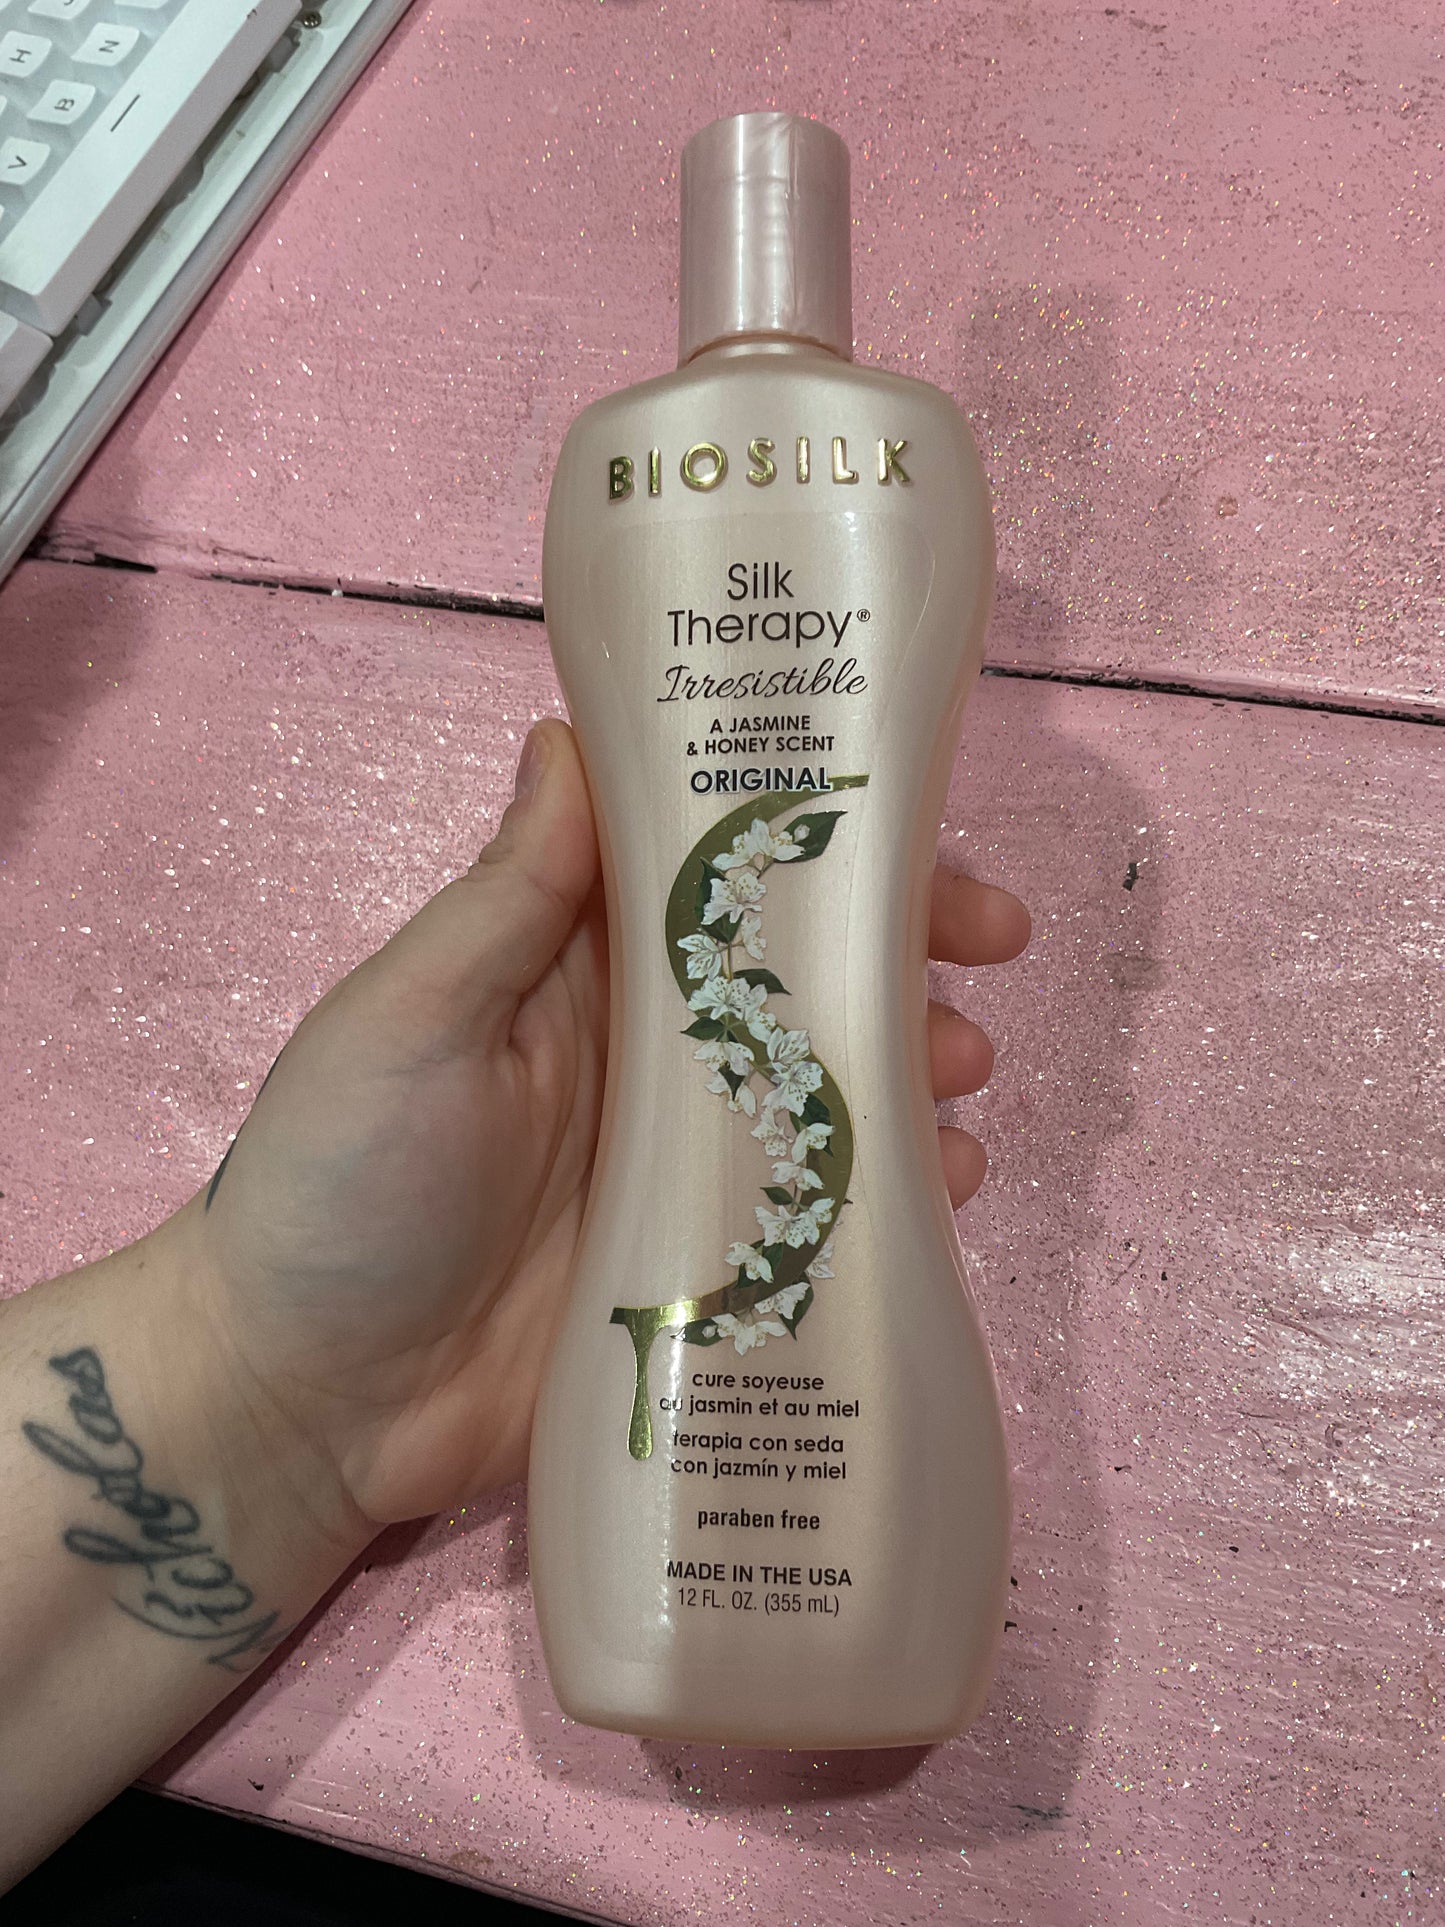 H
N
B
V
BIOSILK
Silk
Therapy®
Irresistible
A JASMINE
& HONEY SCENT
ORIGINAL
cure soyeuse
au jasmin et au miel
terapia con seda
con jazmín y miel
paraben free
MADE IN THE USA
12 FL. OZ. (355 mL)
Nicholas